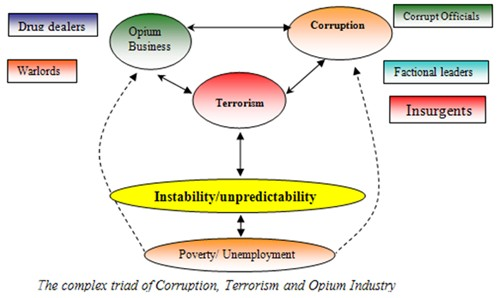 Drug dealers
Opium
Business
Corruption
Corrupt Officials
Warlords
Factional leaders
Terrorism
Insurgents
Instability/unpredictability
Poverty/ Unemployment
The complex triad of Corruption, Terrorism and Opium Industry